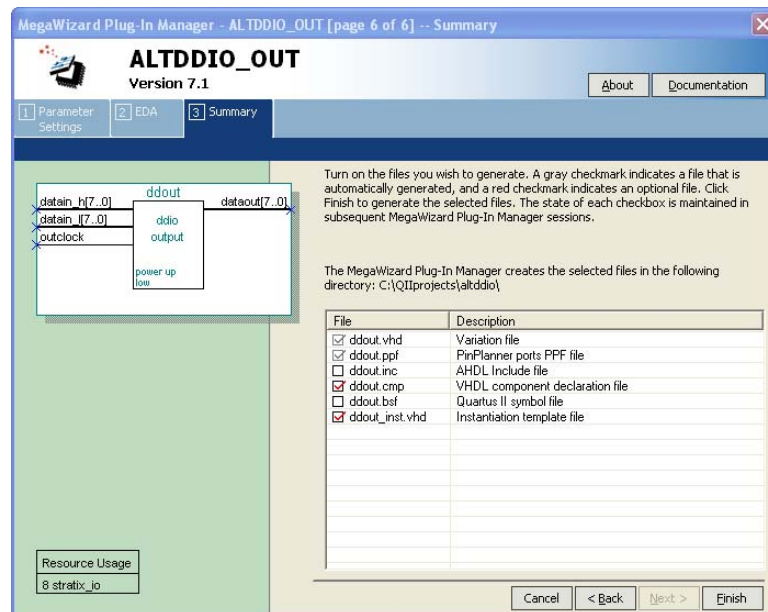 MegaWizard Plug-In Manager - ALTDDIO_OUT [page 6 of 6] -- Summary
ALTDDIO_OUT
Version 7.1
About
Documentation
1 Parameter Settings
2 EDA
3 Summary
ddout
datain_h[7..0]
dataout[7..0]
datain_l[7..0]
ddio
outclock
output
power up
low
Turn on the files you wish to generate. A gray checkmark indicates a file that is
automatically generated, and a red checkmark indicates an optional file. Click
Finish to generate the selected files. The state of each checkbox is maintained in
subsequent MegaWizard Plug-In Manager sessions.
The MegaWizard Plug-In Manager creates the selected files in the following
directory: C:\QIIprojects\altddio\
File Description
ddout.vhd Variation file
ddout.ppf PinPlanner ports PPF file
ddout.inc AHDL Include file
ddout.cmp VHDL component declaration file
ddout.bsf Quartus II symbol file
ddout_inst.vhd Instantiation template file
Resource Usage
8 stratix_io
Cancel
< Back
Next >
Finish